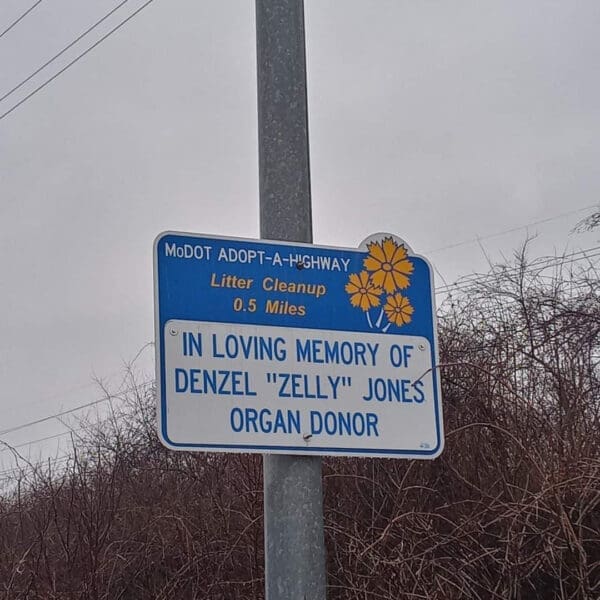 MoDOT ADOPT-A-HIGHWAY
Litter Cleanup
0.5 Miles
IN LOVING MEMORY OF
DENZEL "ZELLY" JONES
ORGAN DONOR